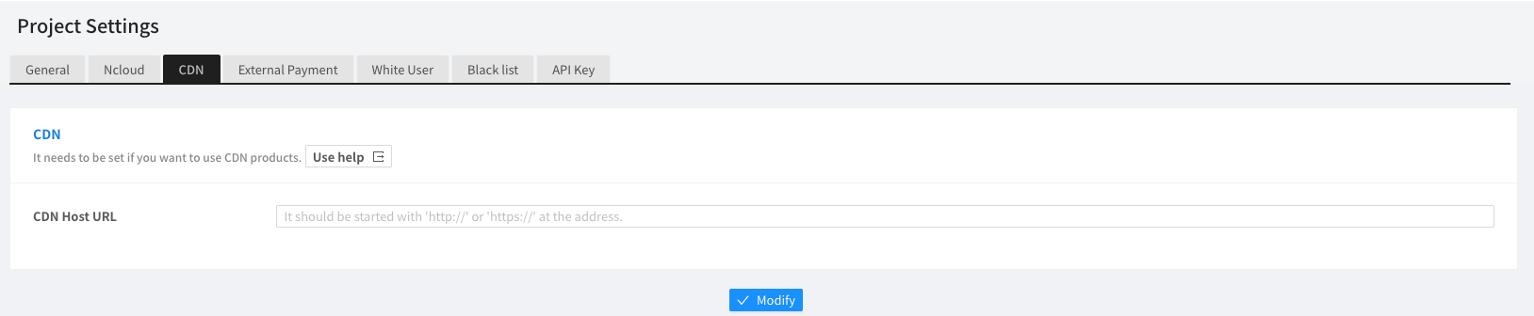 Project Settings
General Ncloud CDN External Payment White User Black list API Key
CDN
It needs to be set if you want to use CDN products. Use help
CDN Host URL It should be started with 'http://' or 'https://' at the address.
Modify